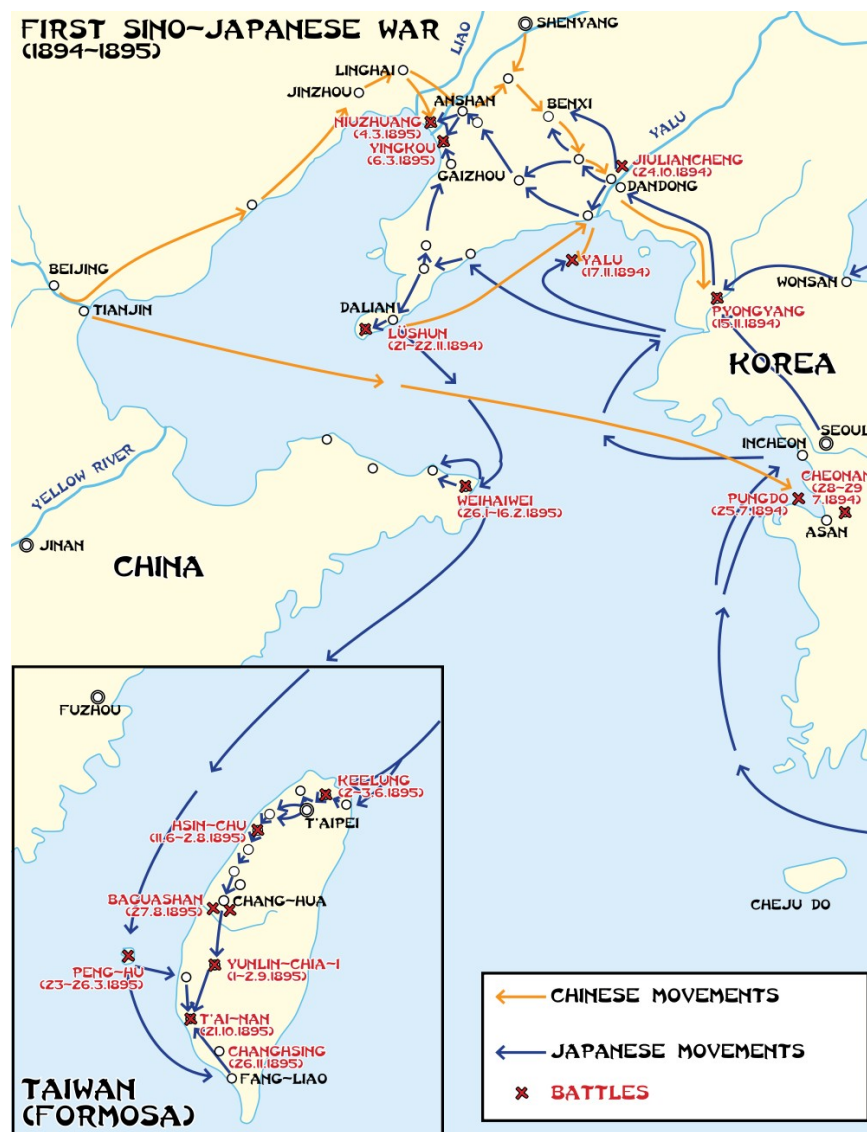 FIRST SINO-JAPANESE WAR
(1894-1895)
SHENYANG
LIAO
LINGHAI
JINZHOU
ANSHAN
BENXI
YALU
NIUZHUANG
(4.3.1895)
YINGKOU
(6.3.1895)
GAIZHOU
JIULIANCHENG
(24.10.1894)
DANDONG
BEIJING
TIANJIN
YALU
(17.11.1894)
WONSAN
DALIAN
LÜSHUN
(21-22.11.1894)
PYONGYANG
(15.11.1894)
KOREA
SEOUL
INCHEON
CHEONAN
(28-29
7.1894)
PUNGDO
(25.7.1894)
ASAN
YELLOW RIVER
WEIHAIWEI
(26.1-16.2.1895)
JINAN
CHINA
FUZHOU
KEELUNG
(2-3.6.1895)
T'AIPEI
HSIN-CHU
(11.6-2.8.1895)
BAGUASHAN
(27.8.1895)
CHANG-HUA
PENG-HU
(23-26.3.1895)
YUNLIN-CHIA-I
(1-2.9.1895)
T'AI-NAN
(21.10.1895)
CHANGHSING
(26.11.1895)
FANG-LIAO
TAIWAN
(FORMOSA)
CHEJU DO
CHINESE MOVEMENTS
JAPANESE MOVEMENTS
BATTLES